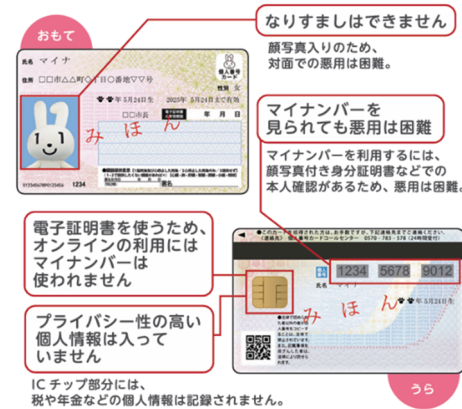 おもて
なりすましはできません
顔写真入りのため、
対面での悪用は困難。
氏名 マイナ
住所 □□市△△町◇丁目○番地▽▽号
個人番号
カード
性別 女
年5月24日生
2025年 5月24日まで有効
□□市長
年 月 日
みほん
1234
署名
マイナンバーを
見られても悪用は困難
マイナンバーを利用するには、
顔写真付き身分証明書などでの
本人確認があるため、悪用は困難。
電子証明書を使うため、
オンラインの利用には
マイナンバーは
使われません
1234 5678 9012
氏名 マイナ
年5月24日生
みほん
プライバシー性の高い
個人情報は入って
いません
うら
ICチップ部分には、
税や年金などの個人情報は記録されません。